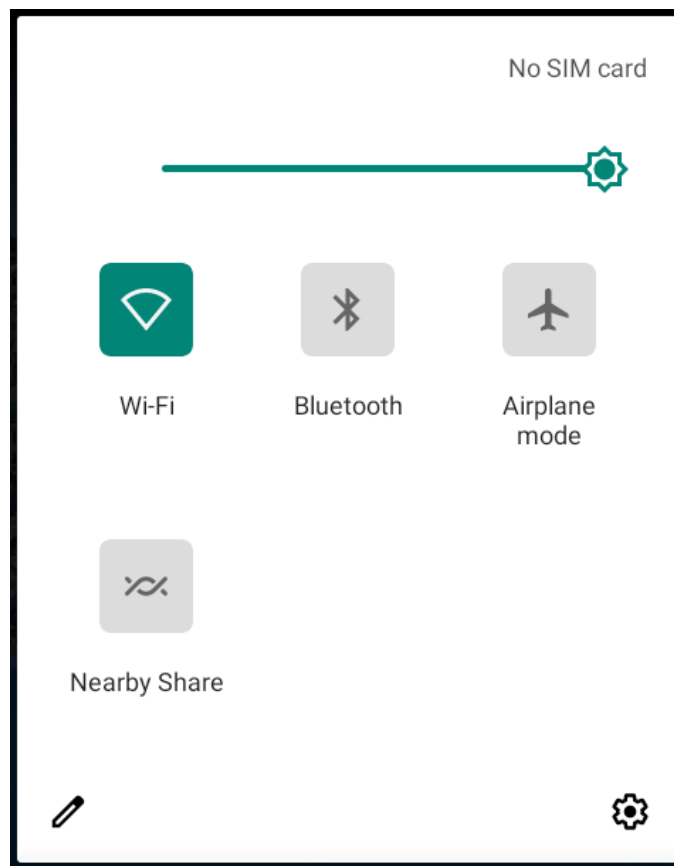 No SIM card
Wi-Fi
Bluetooth
Airplane
mode
Nearby Share